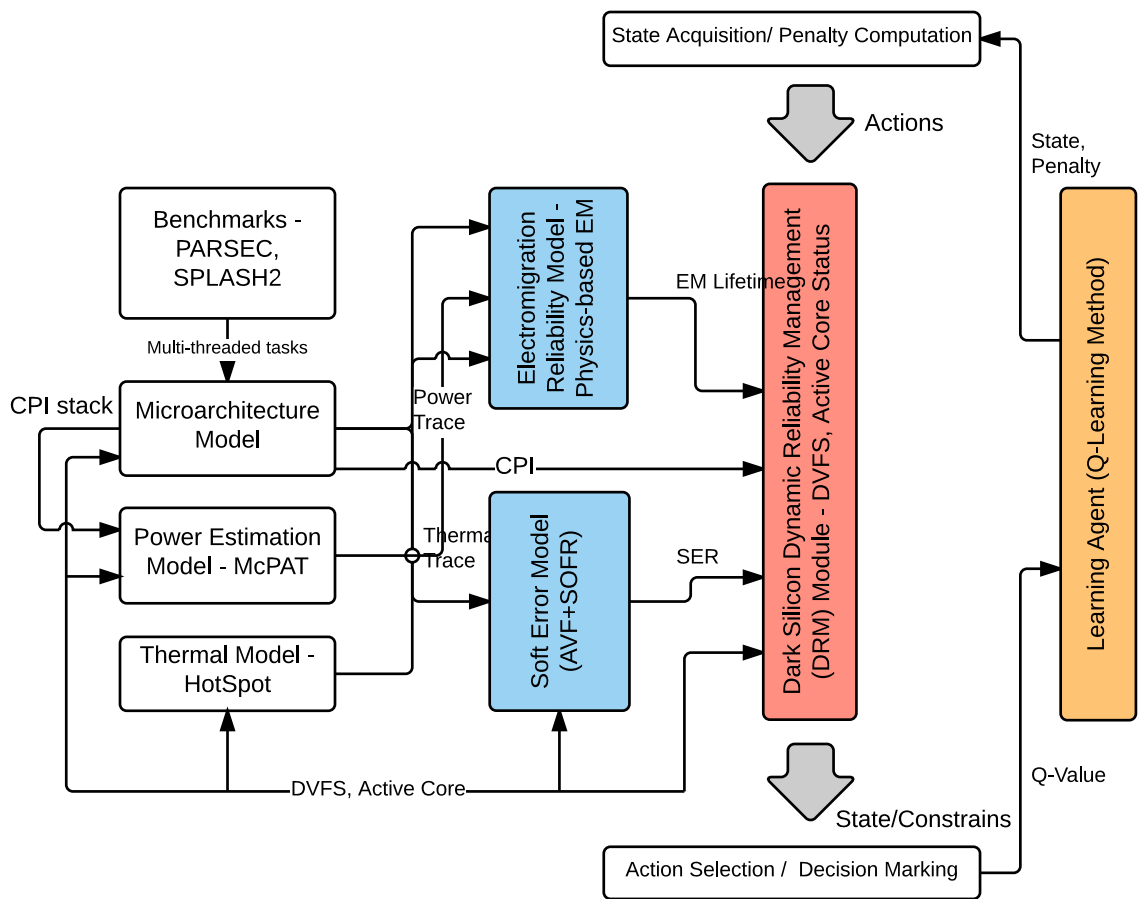 State Acquisition/ Penalty Computation
Actions
State,
Penalty
Benchmarks -
PARSEC,
SPLASH2
Multi-threaded tasks
CPI stack
Microarchitecture
Model
Power Estimation
Model - McPAT
Thermal Model -
HotSpot
Power
Trace
CPI
Thermal
Trace
Electromigration
Reliability Model -
Physics-based EM
Soft Error Model
(AVF+SOFR)
EM Lifetime
SER
DVFS, Active Core
Dark Silicon Dynamic Reliability Management
(DRM) Module - DVFS, Active Core Status
Learning Agent (Q-Learning Method)
Q-Value
State/Constrains
Action Selection / Decision Marking